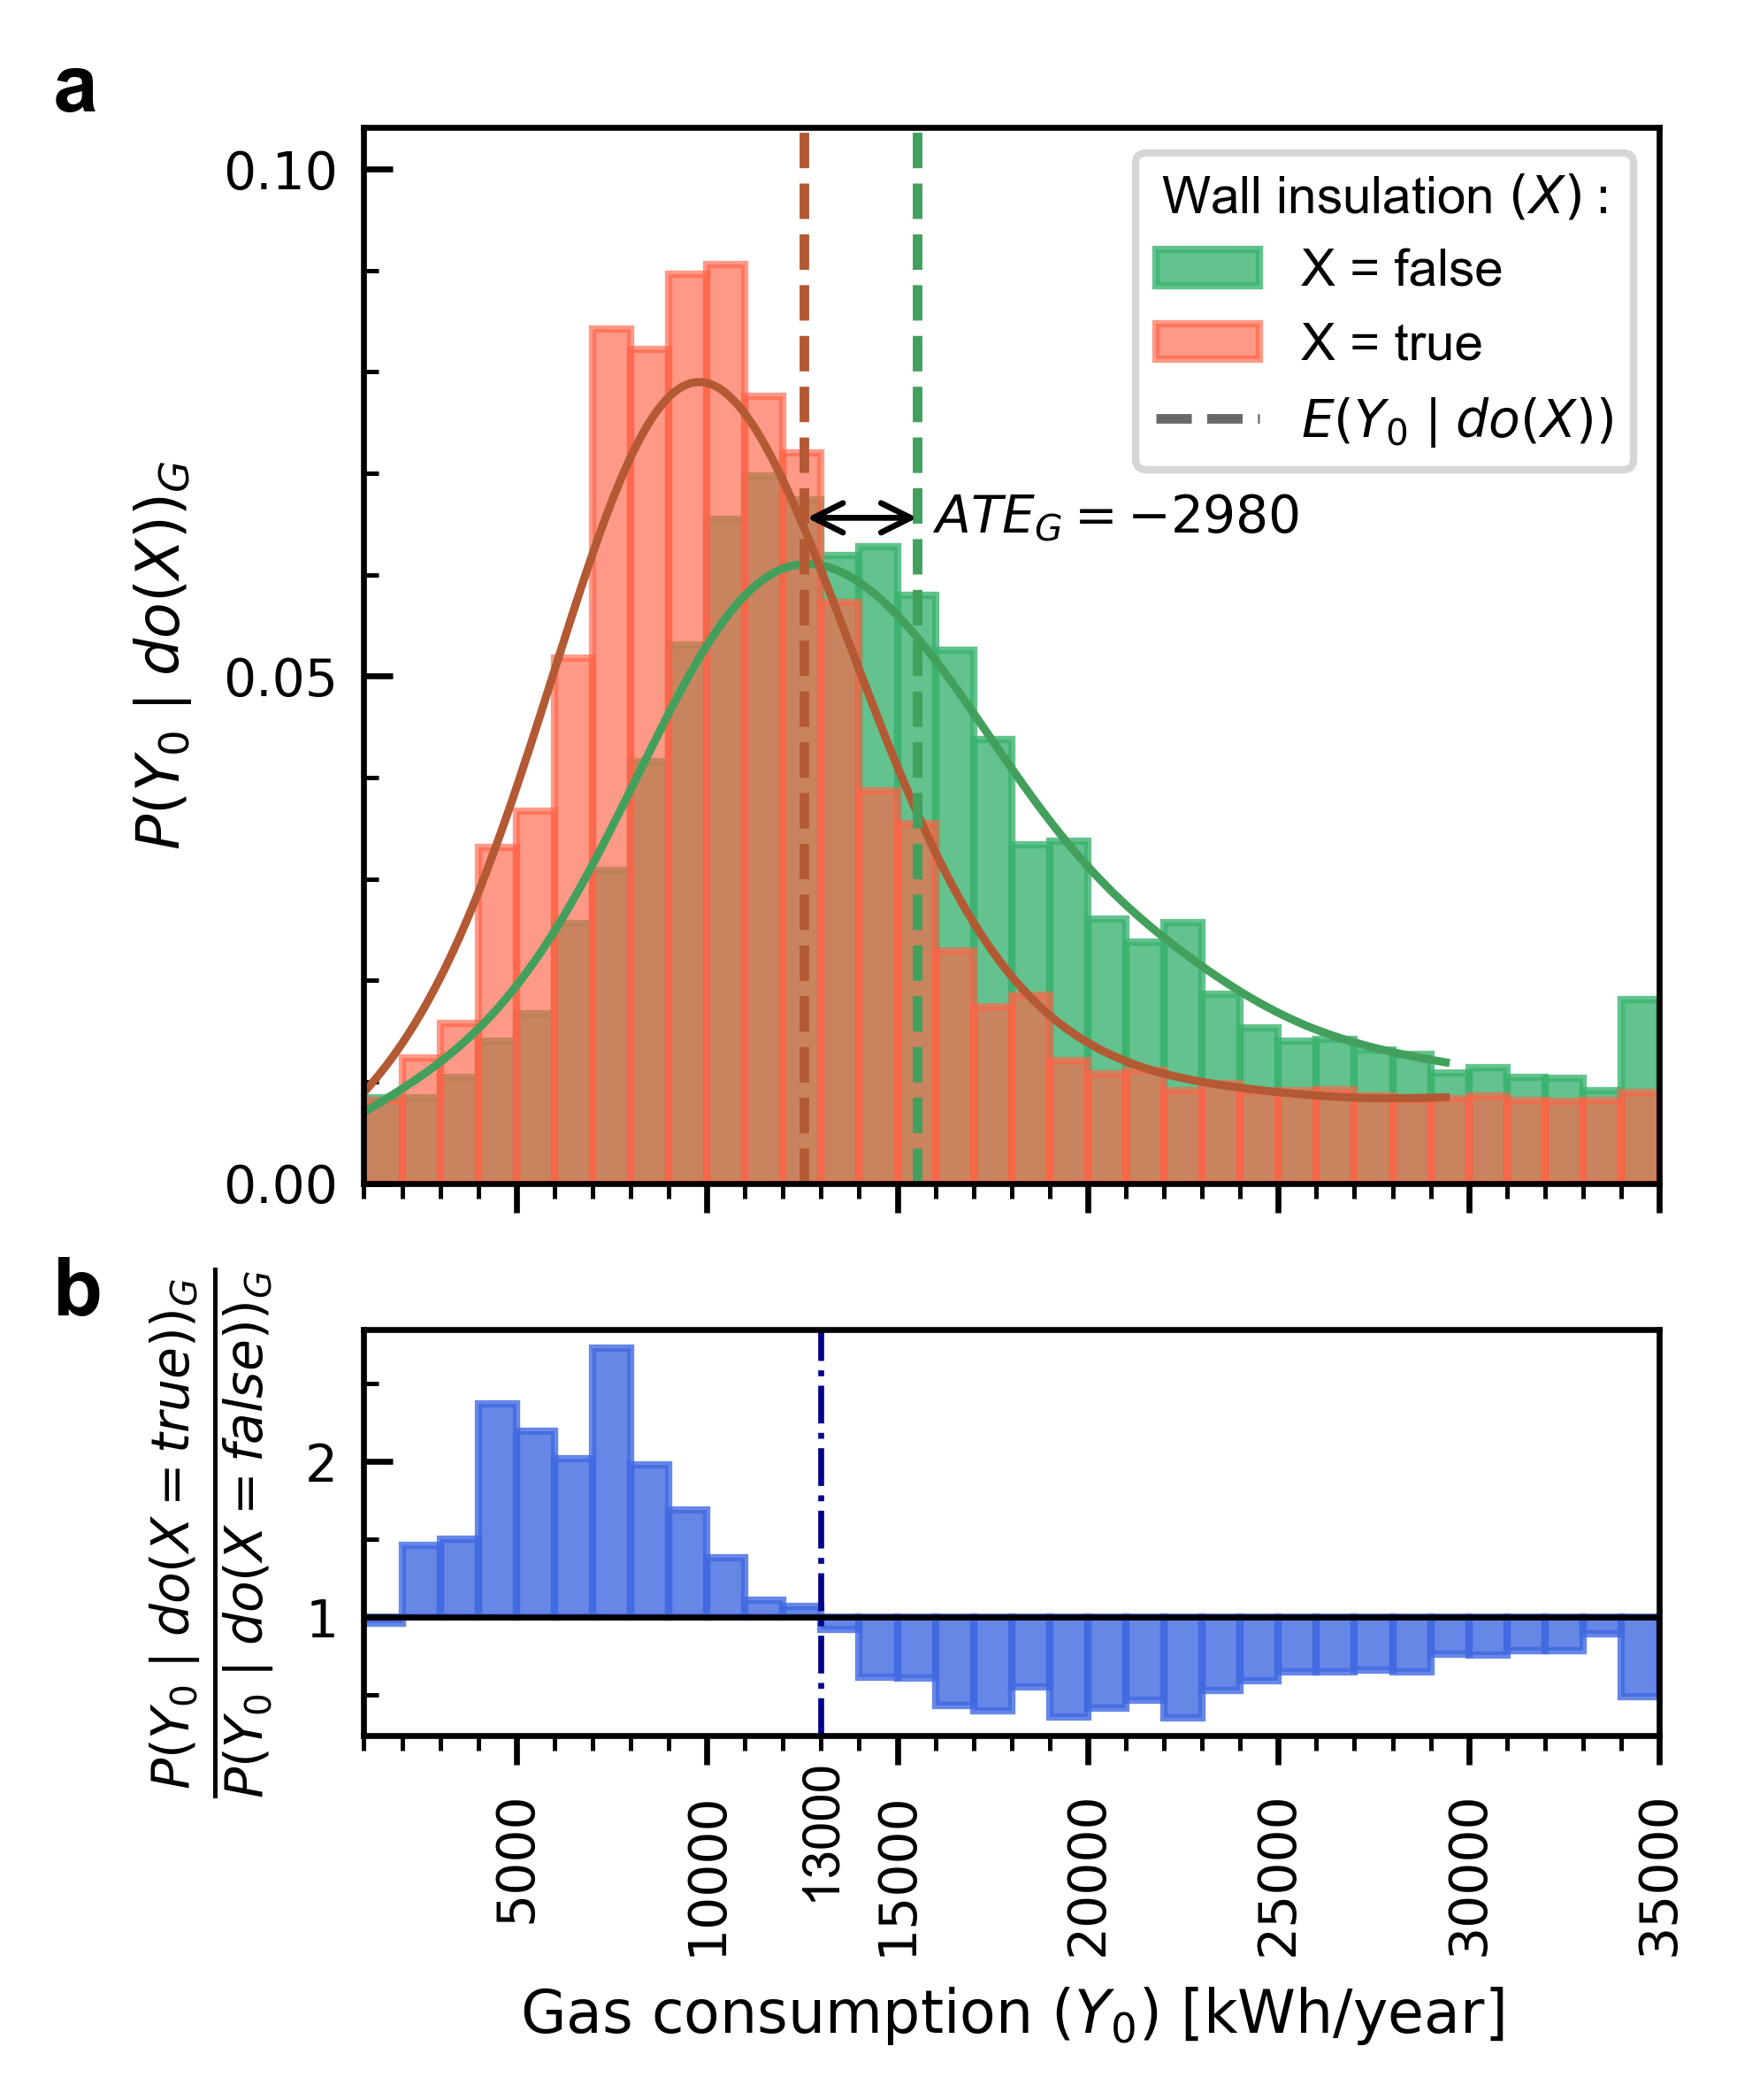 a
0.10
0.05
0.00
P(Y₀ | do(X))_G
Wall insulation (X) :
X = false
X = true
E(Y₀ | do(X))
ATE_G = −2980
b
P(Y₀ | do(X = true))_G
P(Y₀ | do(X = false))_G
2
1
5000
10000
13000
15000
20000
25000
30000
35000
Gas consumption (Y₀) [kWh/year]